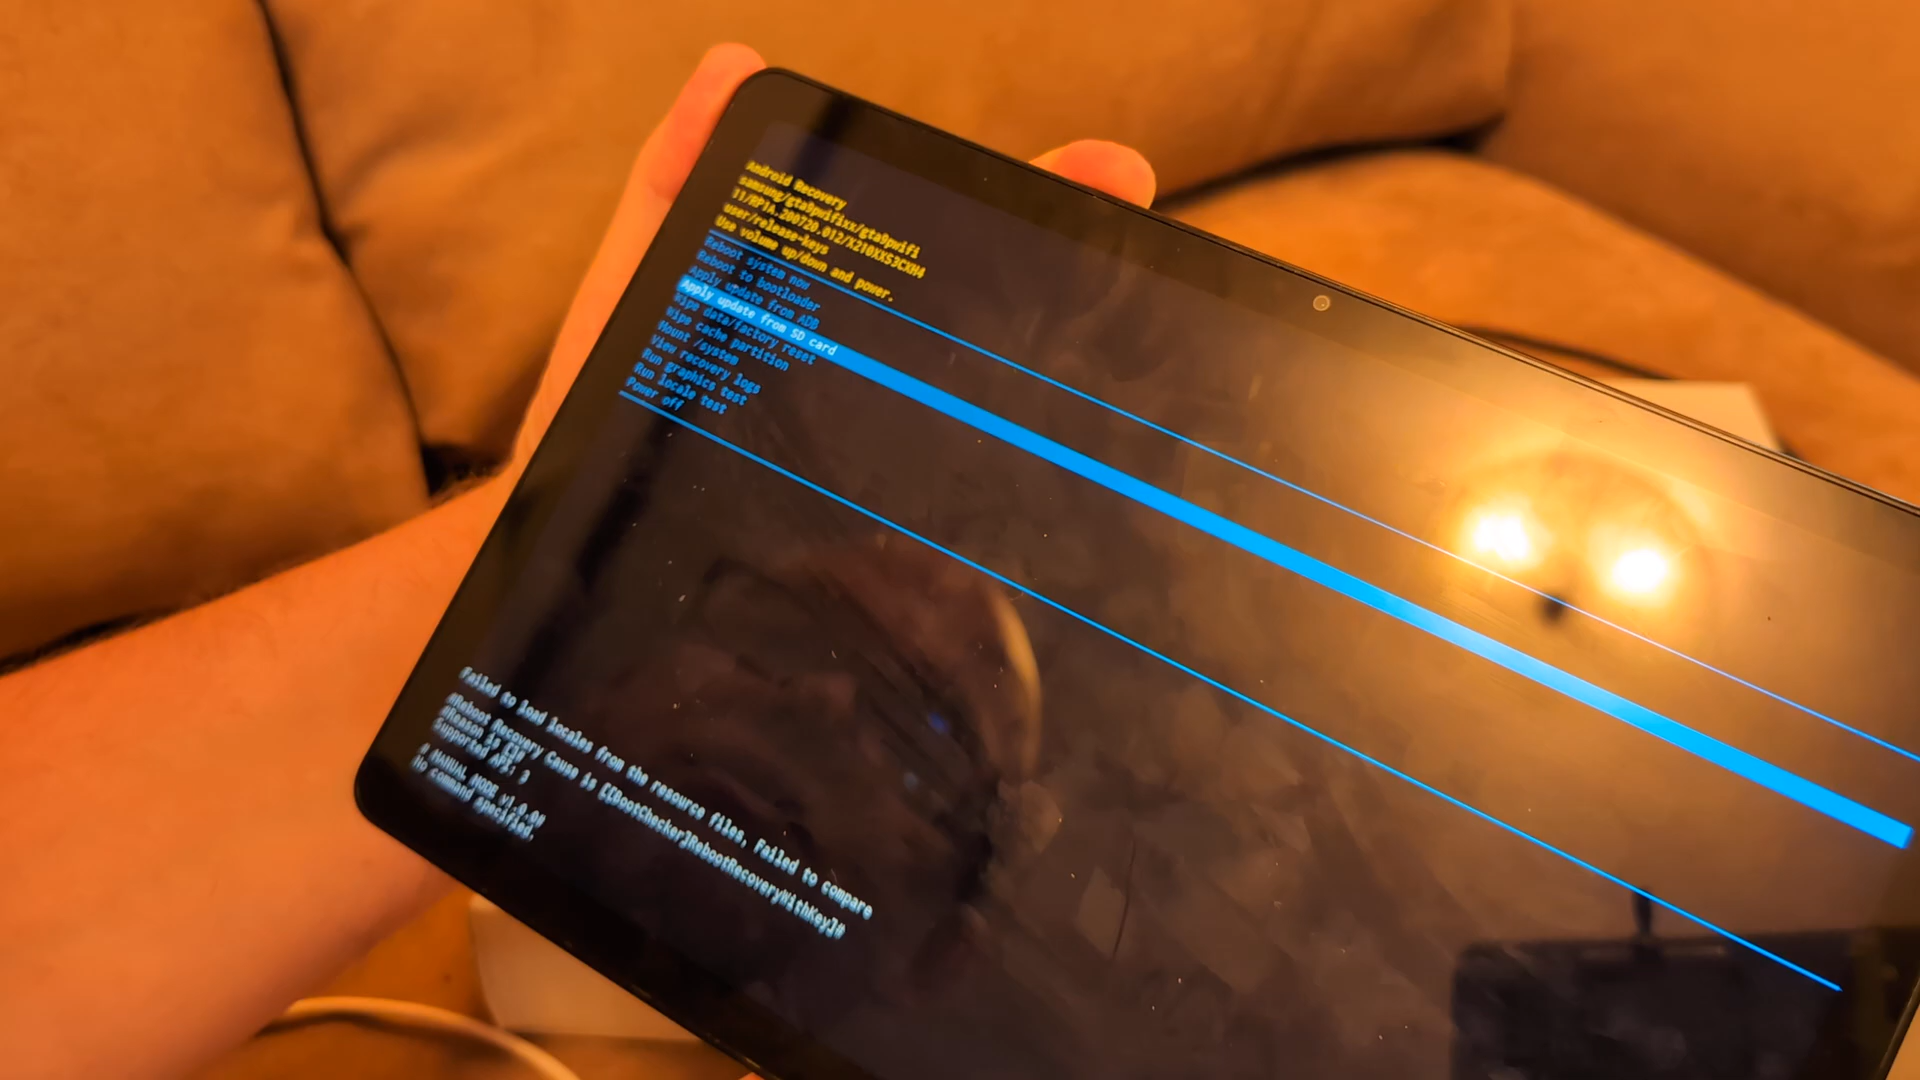 Android Recovery
samsung/gta9pwifixx/gta9pwifi
11/RP1A.200720.012/X210XXS3CXH4
user/release-keys
Use volume up/down and power.
Reboot system now
Reboot to bootloader
Apply update from ADB
Apply update from SD card
Wipe data/factory reset
Wipe cache partition
Mount /system
View recovery logs
Run graphics test
Run locale test
Power off
Failed to load locales from the resource files. Failed to compare
#Reboot Recovery Cause is [[BootChecker]RebootRecoveryWithKey]#
#Reason is
Supported API: 3
# MANUAL MODE v1.0.0#
No command specified.